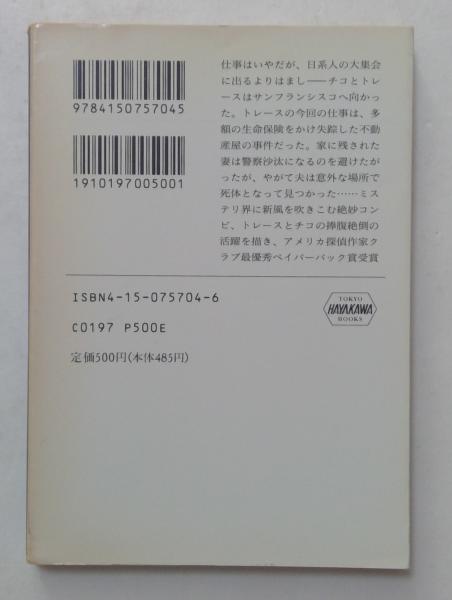 9784150757045
1910197005001
仕事はいやだが、日系人の大集会
に出るよりはまし――チコとトレ
ースはサンフランシスコへ向かっ
た。トレースの今回の仕事は、多
額の生命保険をかけ失踪した不動
産屋の事件だった。家に残された
妻は警察沙汰になるのを避けたが
ったが、やがて夫は意外な場所で
死体となって見つかった……ミス
テリ界に新風を吹きこむ絶妙コン
ビ、トレースとチコの捧腹絶倒の
活躍を描き、アメリカ探偵作家ク
ラブ最優秀ペイパーバック賞受賞
ISBN4-15-075704-6
C0197 P500E
定価500円(本体485円)
TOKYO
HAYAKAWA
BOOKS